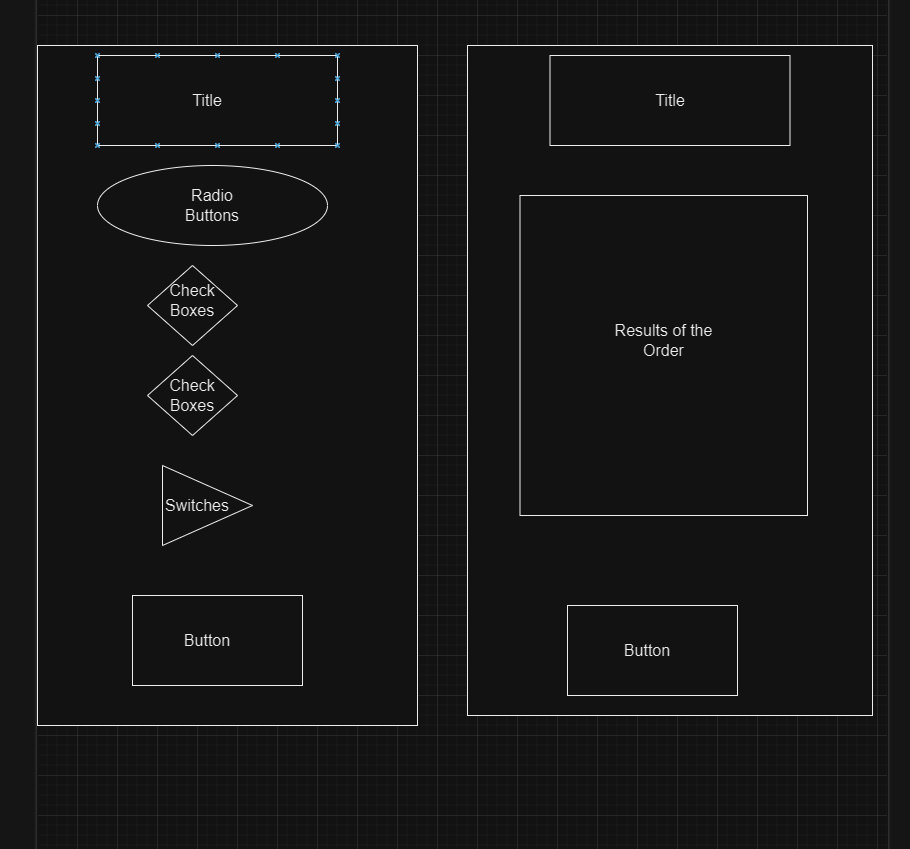 Title
Radio
Buttons
Check
Boxes
Check
Boxes
Switches
Button
Title
Results of the
Order
Button